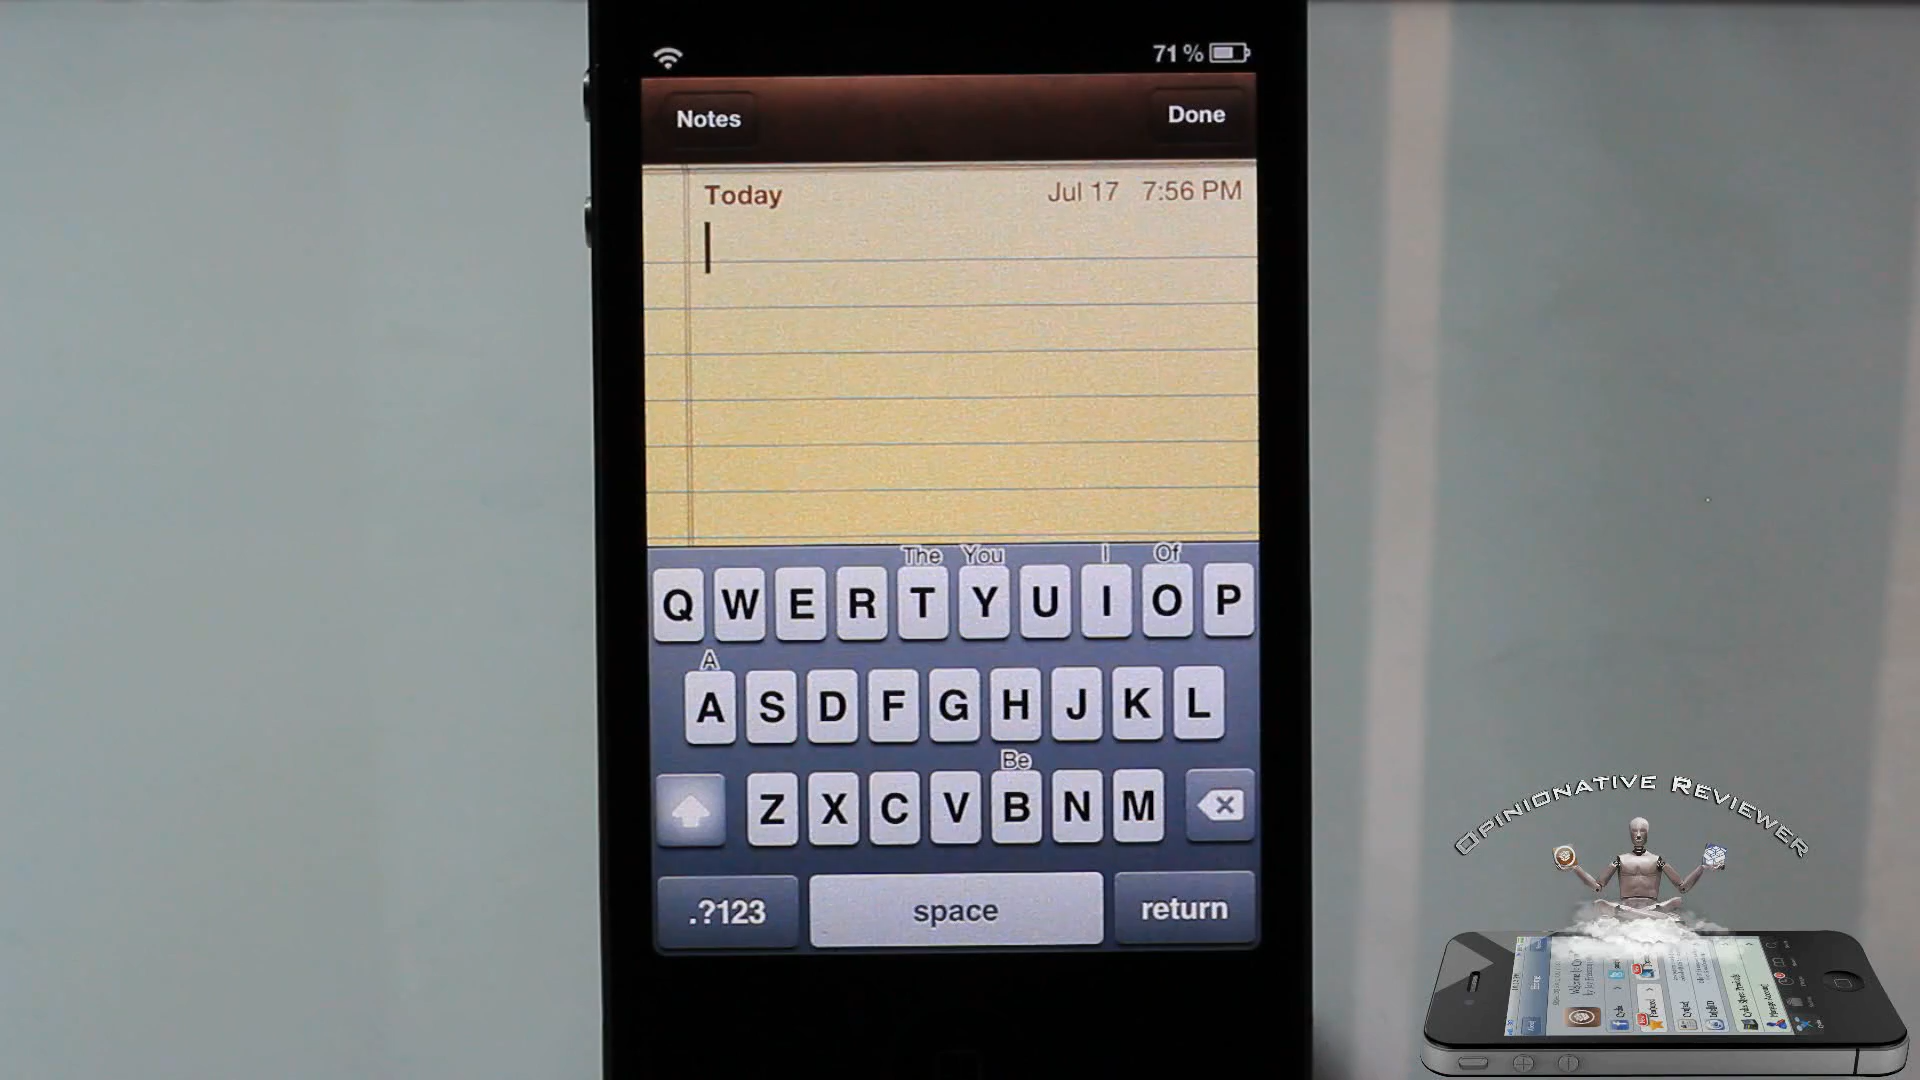 71%
Notes
Done
Today
Jul 17 7:56 PM
The You I Of
Q W E R T Y U I O P
A
A S D F G H J K L
Be
Z X C V B N M
.?123
space
return
Opinionative Reviewer